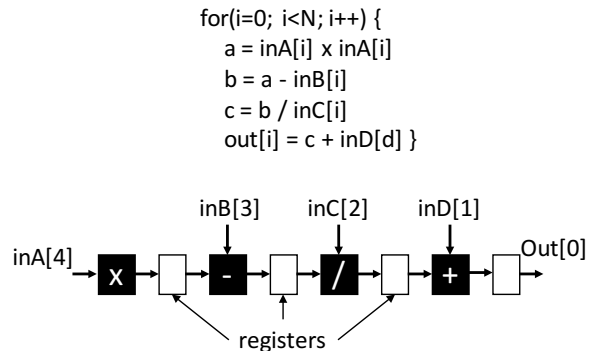 for(i=0; i<N; i++) {
a = inA[i] x inA[i]
b = a - inB[i]
c = b / inC[i]
out[i] = c + inD[d] }
inB[3] inC[2] inD[1]
inA[4] x - / + Out[0]
registers